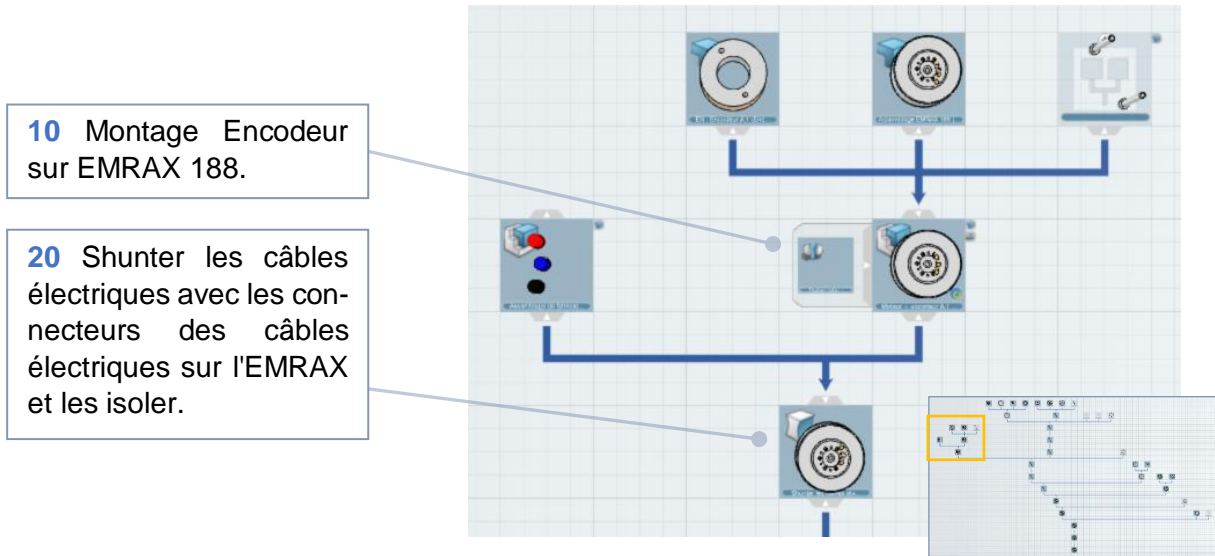 10 Montage Encodeur
sur EMRAX 188.
20 Shunter les câbles
électriques avec les con-
necteurs des câbles
électriques sur l'EMRAX
et les isoler.